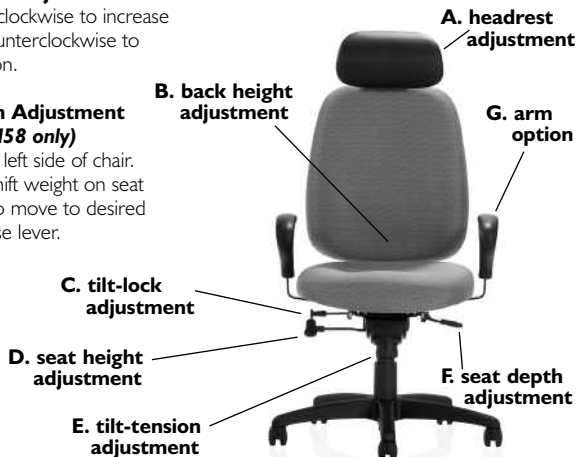 clockwise to increase
unterclockwise to
on.
n Adjustment
158 only)
left side of chair.
hift weight on seat
o move to desired
se lever.
A. headrest
adjustment
B. back height
adjustment
G. arm
option
C. tilt-lock
adjustment
D. seat height
adjustment
E. tilt-tension
adjustment
F. seat depth
adjustment